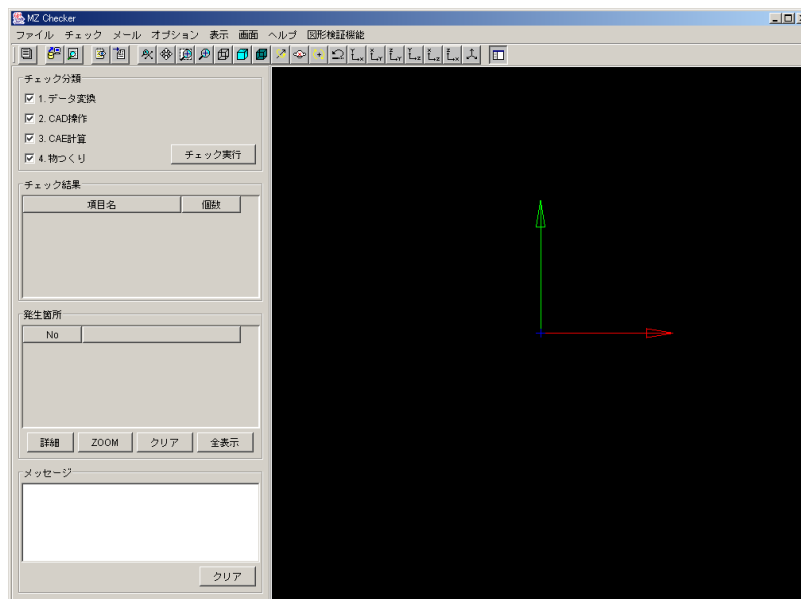 MZ Checker
ファイル チェック メール オプション 表示 画面 ヘルプ 図形検証機能
チェック分類
1. データ変換
2. CAD操作
3. CAE計算
4. 物つくり
チェック実行
チェック結果
項目名 個数
発生箇所
No
詳細 ZOOM クリア 全表示
メッセージ
クリア